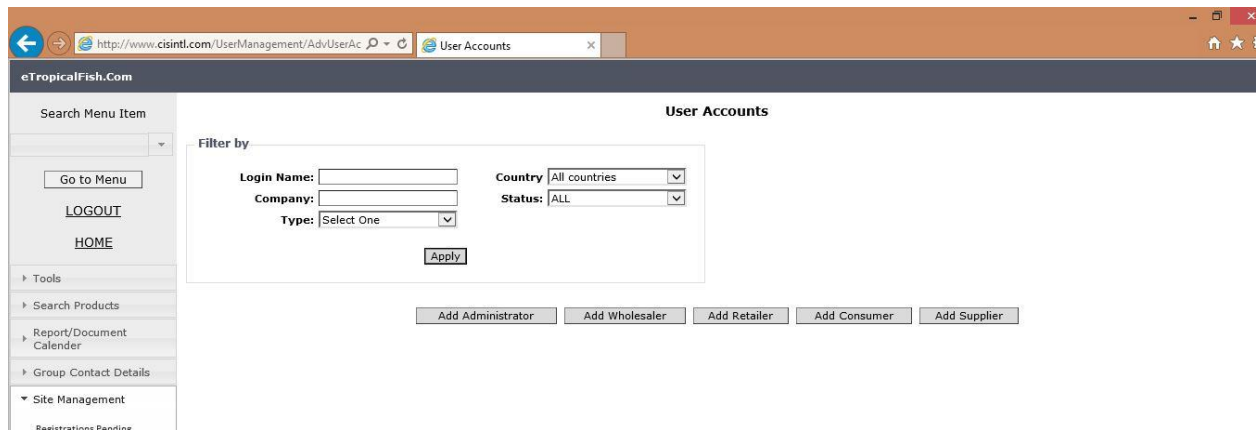 http://www.cisintl.com/UserManagement/AdvUserAc
User Accounts
eTropicalFish.Com
Search Menu Item
Go to Menu
LOGOUT
HOME
Tools
Search Products
Report/Document
Calender
Group Contact Details
Site Management
Registrations Pending
User Accounts
Filter by
Login Name:
Country All countries
Company:
Status: ALL
Type: Select One
Apply
Add Administrator Add Wholesaler Add Retailer Add Consumer Add Supplier